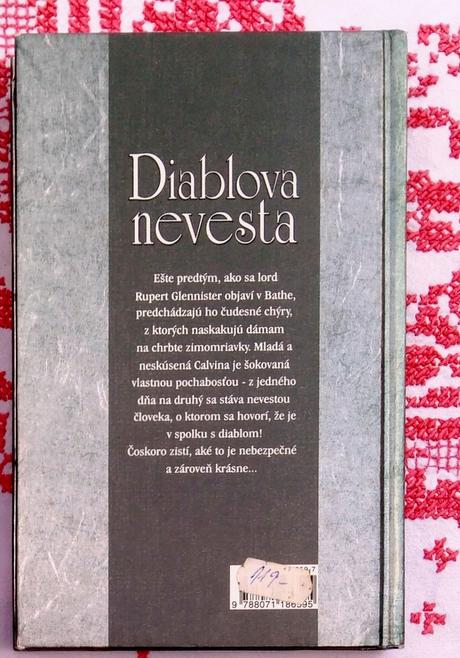 Diablova
nevesta
Ešte predtým, ako sa lord
Rupert Glennister objaví v Bathe,
predchádzajú ho čudesné chýry,
z ktorých naskakujú dámam
na chrbte zimomriavky. Mladá a
neskúsená Calvina je šokovaná
vlastnou pochabosťou - z jedného
dňa na druhý sa stáva nevestou
človeka, o ktorom sa hovorí, že je
v spolku s diablom!
Čoskoro zistí, aké to je nebezpečné
a zároveň krásne...
9 788071 186595